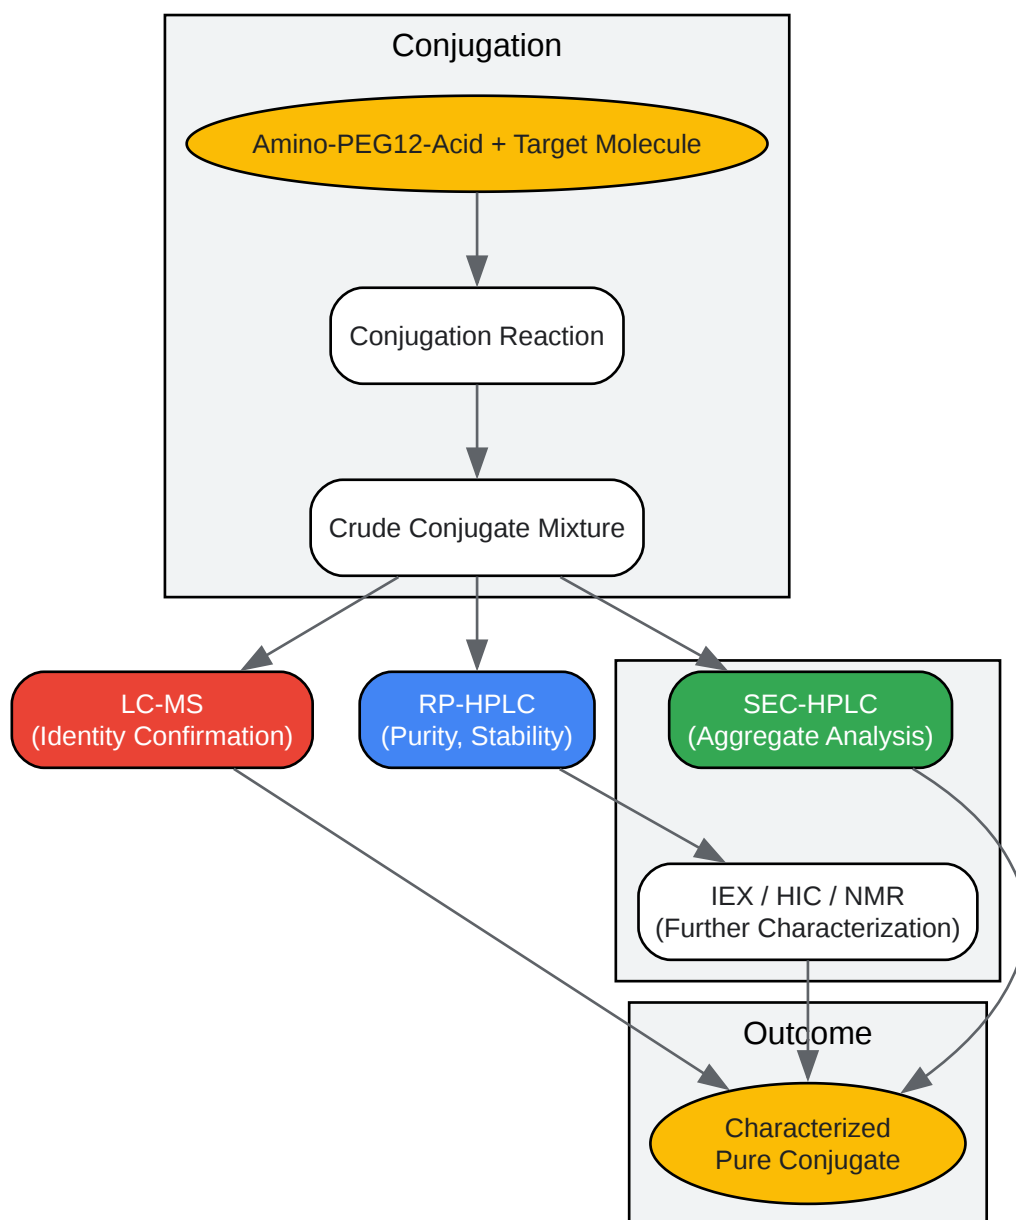 Conjugation
Amino-PEG12-Acid + Target Molecule
Conjugation Reaction
Crude Conjugate Mixture
LC-MS
(Identity Confirmation)
RP-HPLC
(Purity, Stability)
SEC-HPLC
(Aggregate Analysis)
IEX / HIC / NMR
(Further Characterization)
Outcome
Characterized
Pure Conjugate